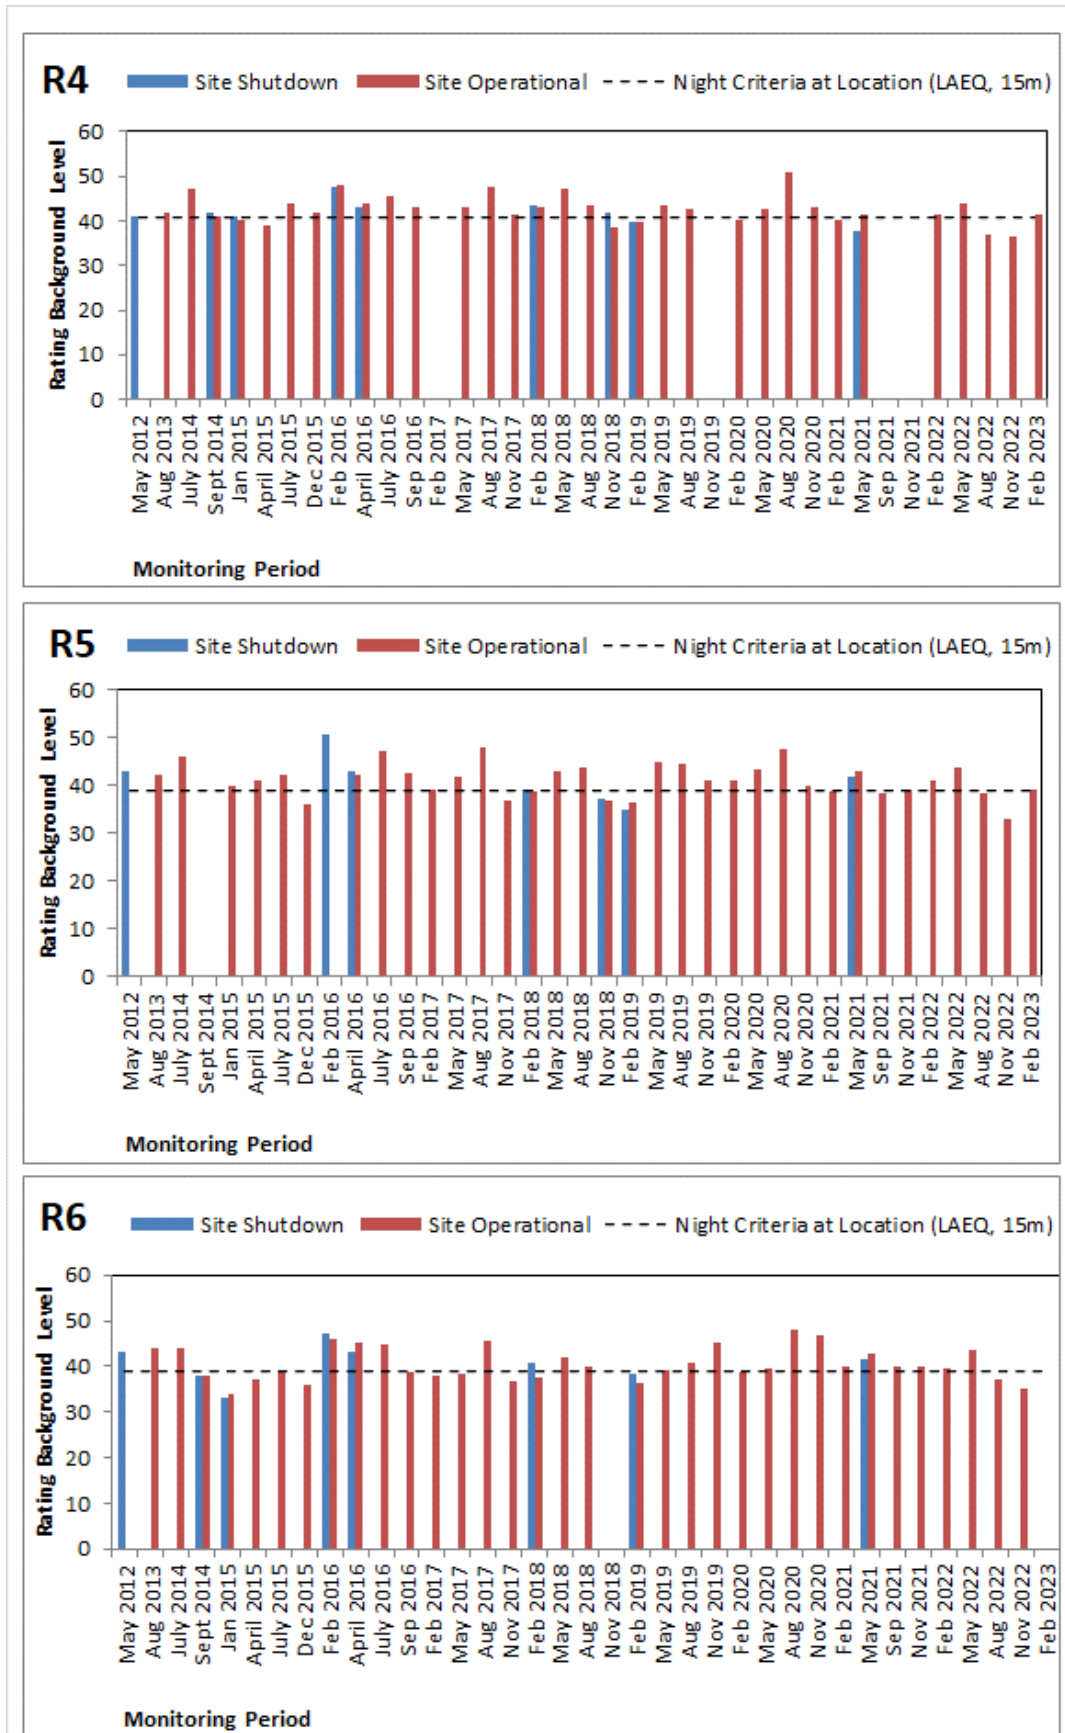 R4 Site Shutdown Site Operational Night Criteria at Location (LAEQ, 15m)
Rating Background Level
60
50
40
30
20
10
0
May 2012
Aug 2013
July 2014
Sept 2014
Jan 2015
April 2015
July 2015
Dec 2015
Feb 2016
April 2016
July 2016
Sep 2016
Feb 2017
May 2017
Aug 2017
Nov 2017
Feb 2018
May 2018
Aug 2018
Nov 2018
Feb 2019
May 2019
Aug 2019
Nov 2019
Feb 2020
May 2020
Aug 2020
Nov 2020
Feb 2021
May 2021
Sep 2021
Nov 2021
Feb 2022
May 2022
Aug 2022
Nov 2022
Feb 2023
Monitoring Period
R5 Site Shutdown Site Operational Night Criteria at Location (LAEQ, 15m)
Rating Background Level
60
50
40
30
20
10
0
May 2012
Aug 2013
July 2014
Sept 2014
Jan 2015
April 2015
July 2015
Dec 2015
Feb 2016
April 2016
July 2016
Sep 2016
Feb 2017
May 2017
Aug 2017
Nov 2017
Feb 2018
May 2018
Aug 2018
Nov 2018
Feb 2019
May 2019
Aug 2019
Nov 2019
Feb 2020
May 2020
Aug 2020
Nov 2020
Feb 2021
May 2021
Sep 2021
Nov 2021
Feb 2022
May 2022
Aug 2022
Nov 2022
Feb 2023
Monitoring Period
R6 Site Shutdown Site Operational Night Criteria at Location (LAEQ, 15m)
Rating Background Level
60
50
40
30
20
10
0
May 2012
Aug 2013
July 2014
Sept 2014
Jan 2015
April 2015
July 2015
Dec 2015
Feb 2016
April 2016
July 2016
Sep 2016
Feb 2017
May 2017
Aug 2017
Nov 2017
Feb 2018
May 2018
Aug 2018
Nov 2018
Feb 2019
May 2019
Aug 2019
Nov 2019
Feb 2020
May 2020
Aug 2020
Nov 2020
Feb 2021
May 2021
Sep 2021
Nov 2021
Feb 2022
May 2022
Aug 2022
Nov 2022
Feb 2023
Monitoring Period